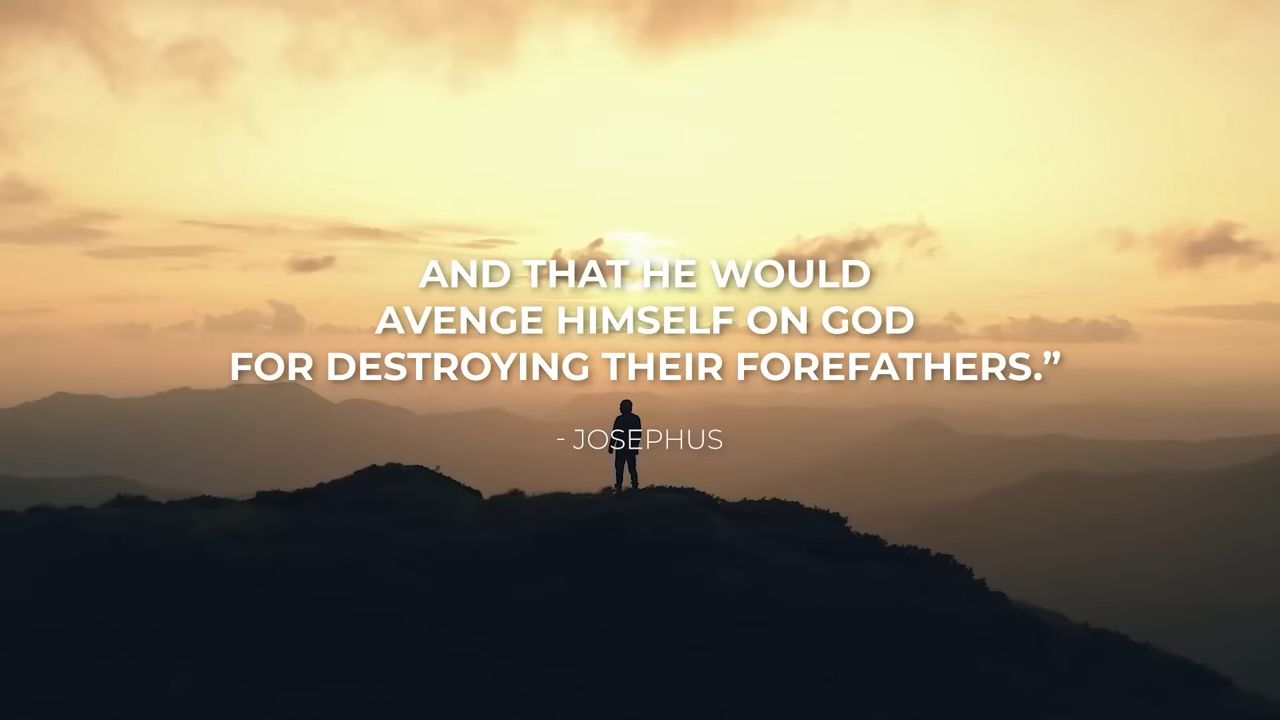 AND THAT HE WOULD
AVENGE HIMSELF ON GOD
FOR DESTROYING THEIR FOREFATHERS.”
- JOSEPHUS